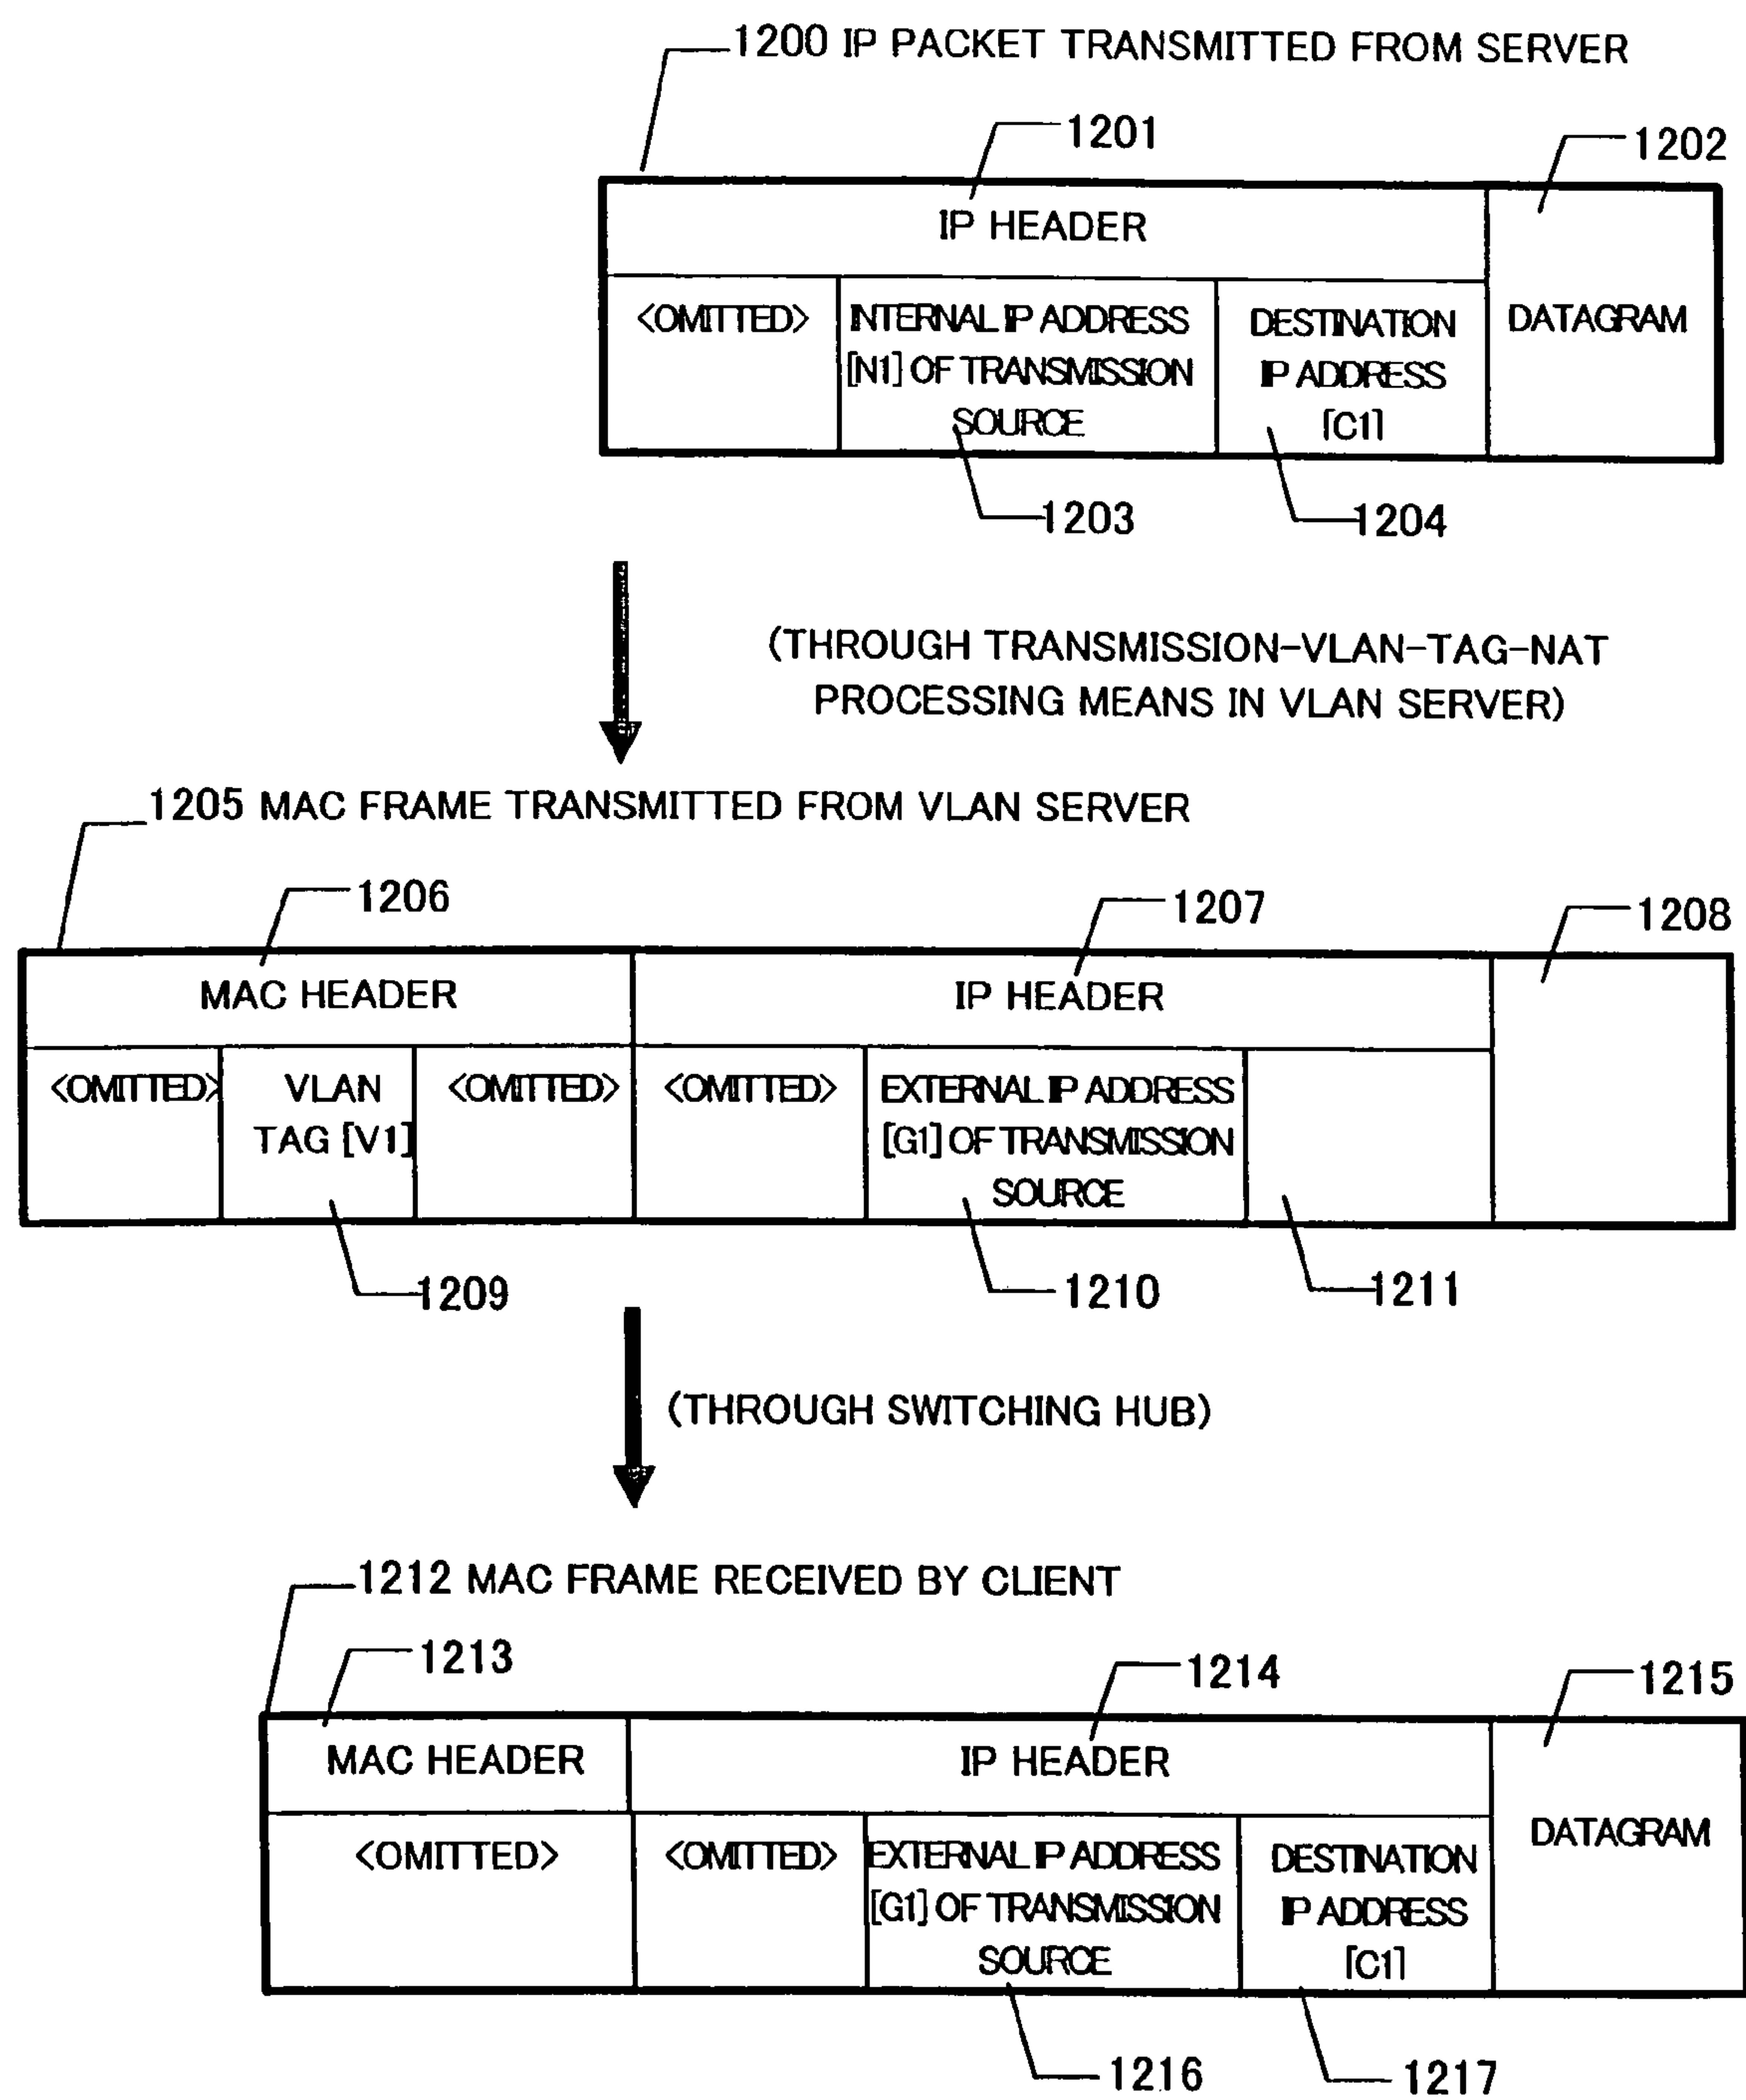 1200 IP PACKET TRANSMITTED FROM SERVER
1201
1202
IP HEADER
<OMITTED>
INTERNAL IP ADDRESS
[N1] OF TRANSMISSION
SOURCE
DESTINATION
IP ADDRESS
[C1]
DATAGRAM
1203
1204
(THROUGH TRANSMISSION-VLAN-TAG-NAT
PROCESSING MEANS IN VLAN SERVER)
1205 MAC FRAME TRANSMITTED FROM VLAN SERVER
1206
1207
1208
MAC HEADER
IP HEADER
<OMITTED>
VLAN
TAG [V1]
<OMITTED>
<OMITTED>
EXTERNAL IP ADDRESS
[G1] OF TRANSMISSION
SOURCE
1209
1210
1211
(THROUGH SWITCHING HUB)
1212 MAC FRAME RECEIVED BY CLIENT
1213
1214
1215
MAC HEADER
IP HEADER
<OMITTED>
<OMITTED>
EXTERNAL IP ADDRESS
[G1] OF TRANSMISSION
SOURCE
DESTINATION
IP ADDRESS
[C1]
DATAGRAM
1216
1217